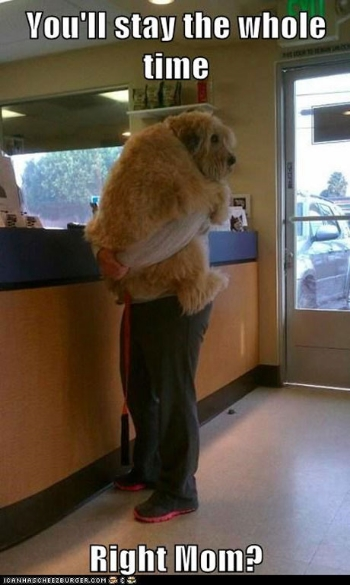 You'll stay the whole
time
Right Mom?
ICANHASCHEEZBURGER.COM